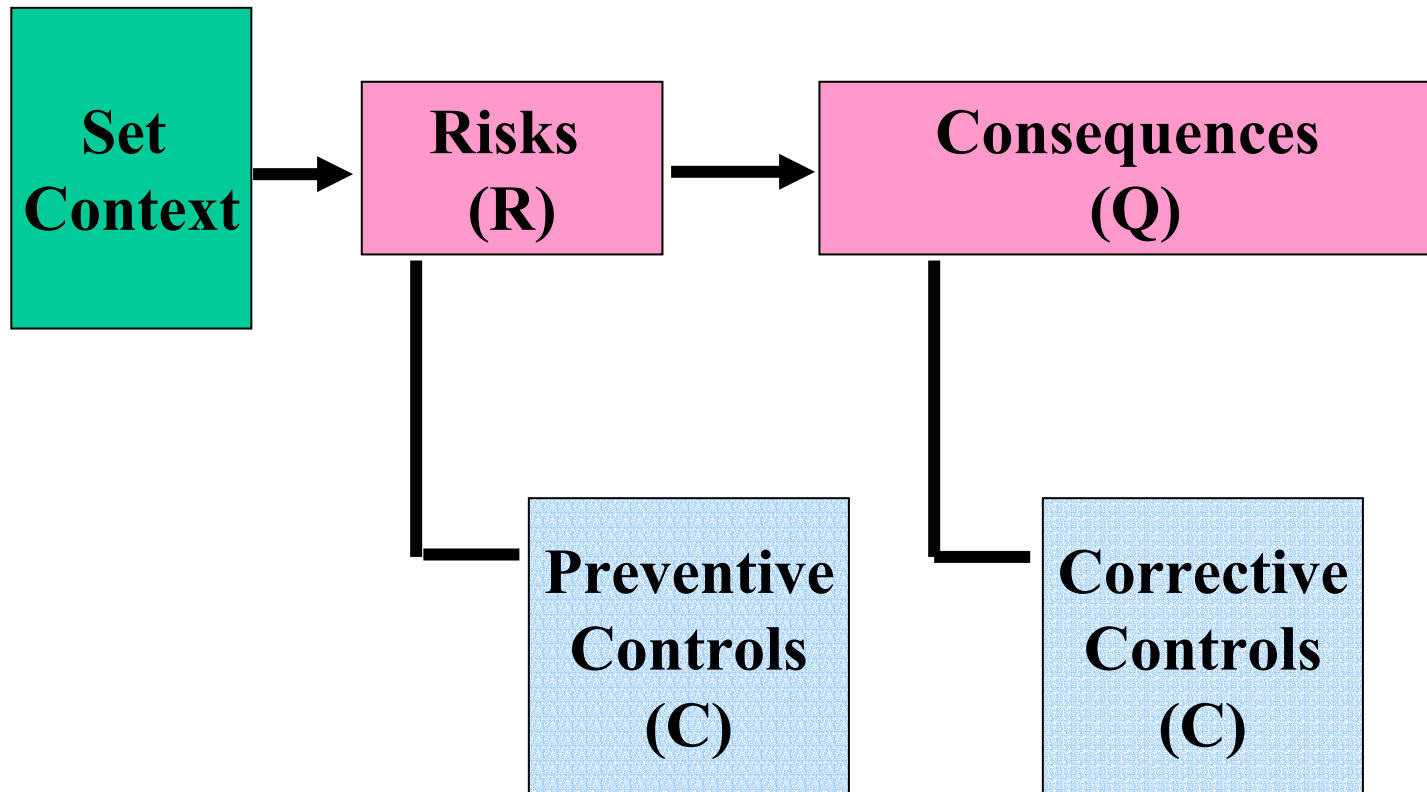 Set
Context
Risks
(R)
Consequences
(Q)
Preventive
Controls
(C)
Corrective
Controls
(C)